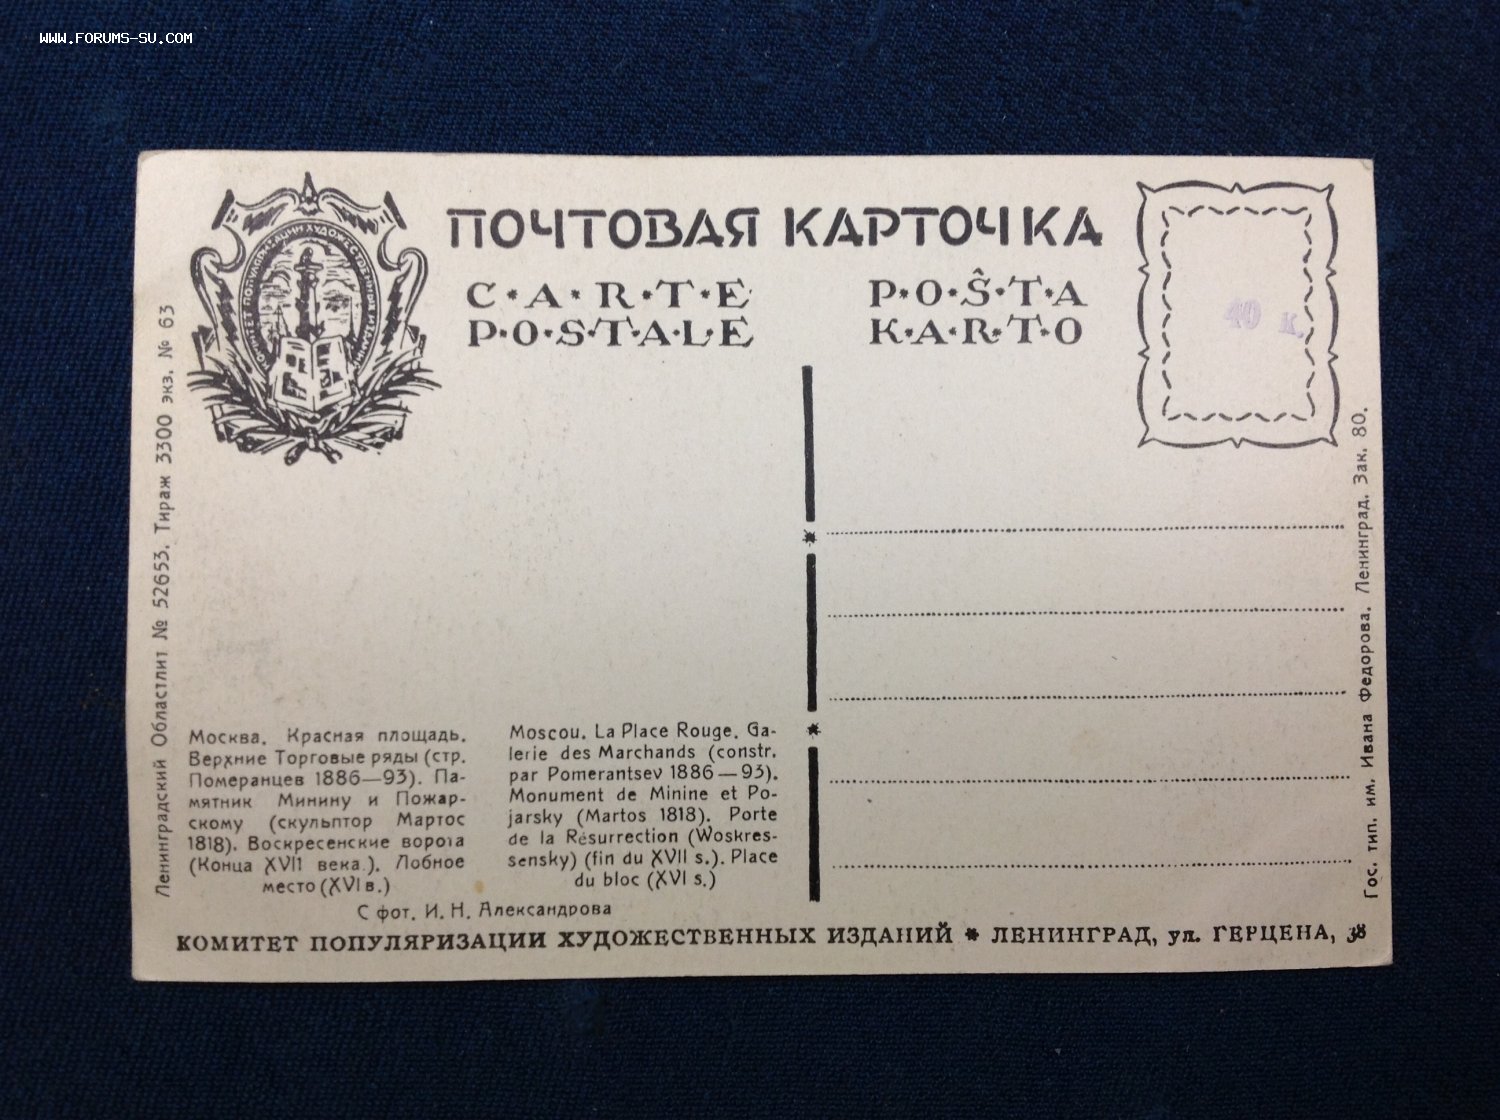 WWW.FORUMS-SU.COM
ПОЧТОВАЯ КАРТОЧКА
C·A·R·T·E
P·O·S·T·A·L·E
P·O·Ŝ·T·A
K·A·R·T·O
КОМИТЕТ ПОПУЛЯРИЗАЦИИ ХУДОЖЕСТВЕННЫХ ИЗДАНИЙ
40 к.
Ленинградский Областлит № 52653. Тираж 3300 экз. № 63
Москва. Красная площадь.
Верхние Торговые ряды (стр.
Померанцев 1886—93). Па-
мятник Минину и Пожар-
скому (скульптор Мартос
1818). Воскресенские ворота
(Конца XVII века). Лобное
место (XVI в.)
Moscou. La Place Rouge. Ga-
lerie des Marchands (constr.
par Pomerantsev 1886—93).
Monument de Minine et Po-
jarsky (Martos 1818). Porte
de la Résurrection (Woskres-
sensky) (fin du XVII s.). Place
du bloc (XVI s.)
С фот. И. Н. Александрова
Гос. тип. им. Ивана Федорова. Ленинград. Зак. 80.
КОМИТЕТ ПОПУЛЯРИЗАЦИИ ХУДОЖЕСТВЕННЫХ ИЗДАНИЙ * ЛЕНИНГРАД, ул. ГЕРЦЕНА, 38